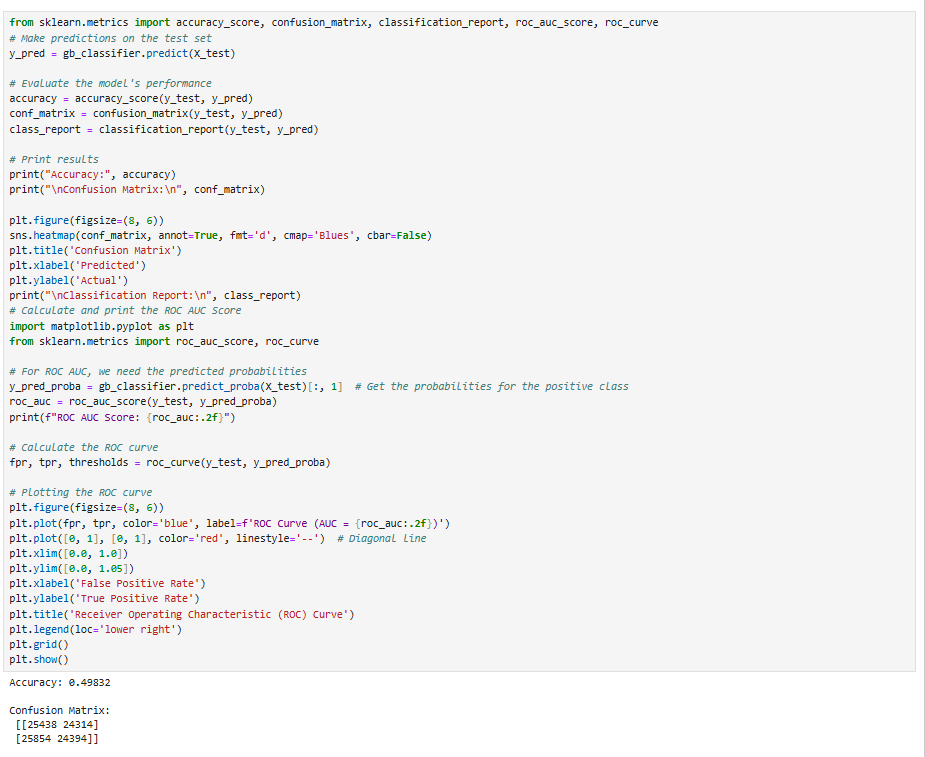 from sklearn.metrics import accuracy_score, confusion_matrix, classification_report, roc_auc_score, roc_curve
# Make predictions on the test set
y_pred = gb_classifier.predict(X_test)
# Evaluate the model's performance
accuracy = accuracy_score(y_test, y_pred)
conf_matrix = confusion_matrix(y_test, y_pred)
class_report = classification_report(y_test, y_pred)
# Print results
print("Accuracy:", accuracy)
print("\nConfusion Matrix:\n", conf_matrix)
plt.figure(figsize=(8, 6))
sns.heatmap(conf_matrix, annot=True, fmt='d', cmap='Blues', cbar=False)
plt.title('Confusion Matrix')
plt.xlabel('Predicted')
plt.ylabel('Actual')
print("\nClassification Report:\n", class_report)
# Calculate and print the ROC AUC Score
import matplotlib.pyplot as plt
from sklearn.metrics import roc_auc_score, roc_curve
# For ROC AUC, we need the predicted probabilities
y_pred_proba = gb_classifier.predict_proba(X_test)[:, 1]  # Get the probabilities for the positive class
roc_auc = roc_auc_score(y_test, y_pred_proba)
print(f"ROC AUC Score: {roc_auc:.2f}")
# Calculate the ROC curve
fpr, tpr, thresholds = roc_curve(y_test, y_pred_proba)
# Plotting the ROC curve
plt.figure(figsize=(8, 6))
plt.plot(fpr, tpr, color='blue', label=f'ROC Curve (AUC = {roc_auc:.2f})')
plt.plot([0, 1], [0, 1], color='red', linestyle='--')  # Diagonal line
plt.xlim([0.0, 1.0])
plt.ylim([0.0, 1.05])
plt.xlabel('False Positive Rate')
plt.ylabel('True Positive Rate')
plt.title('Receiver Operating Characteristic (ROC) Curve')
plt.legend(loc='lower right')
plt.grid()
plt.show()
Accuracy: 0.49832
Confusion Matrix:
[[25438 24314]
[25854 24394]]